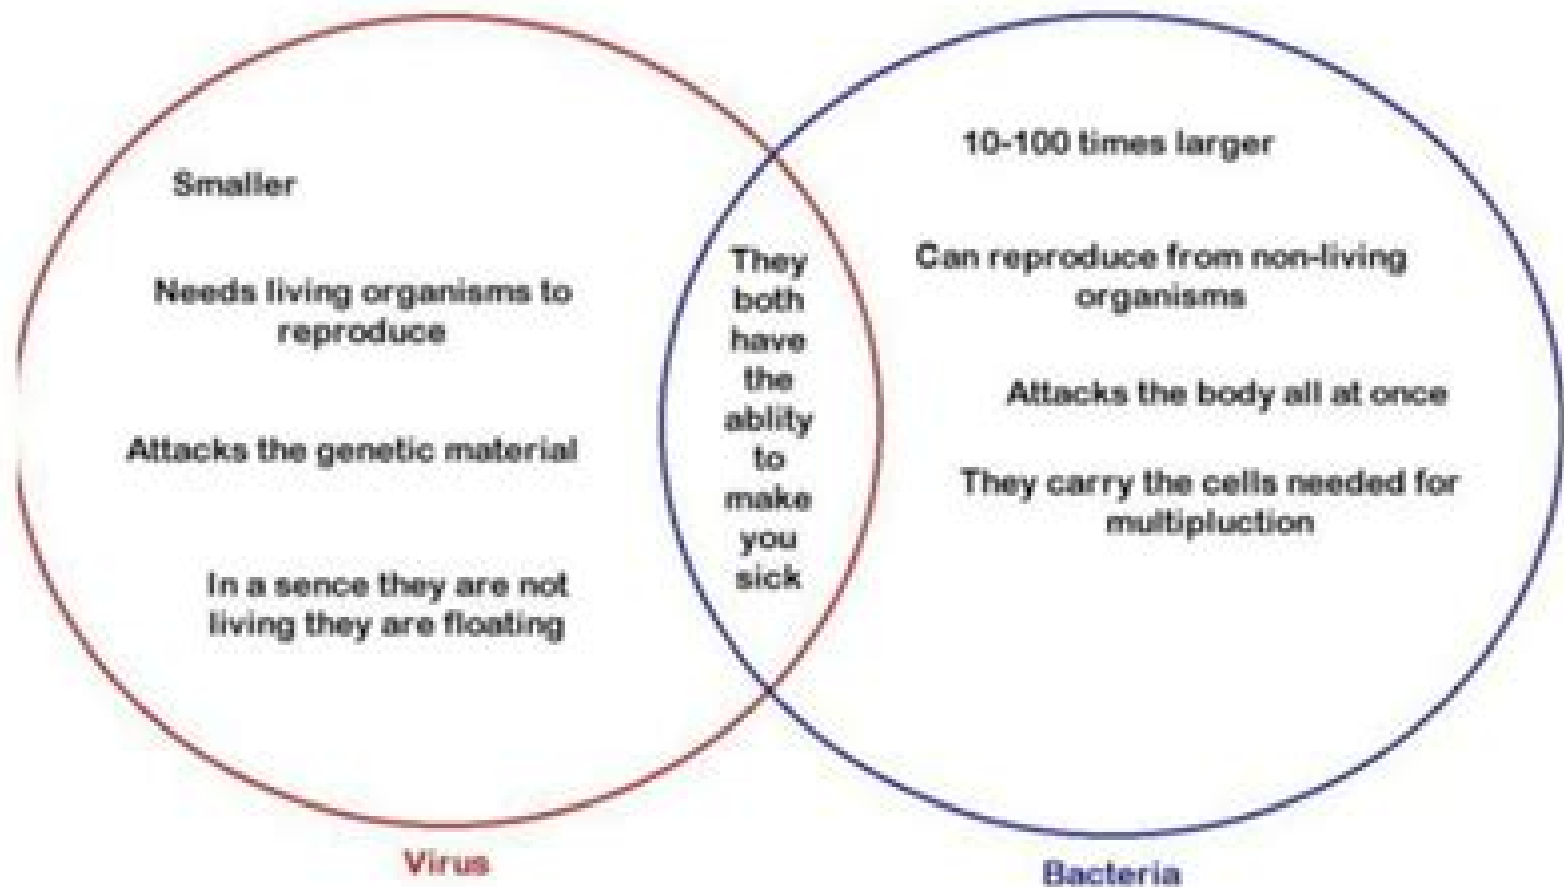 Smaller
Needs living organisms to
reproduce
Attacks the genetic material
In a sence they are not
living they are floating
They
both
have
the
ablity
to
make
you
sick
10-100 times larger
Can reproduce from non-living
organisms
Attacks the body all at once
They carry the cells needed for
multipluction
Virus
Bacteria